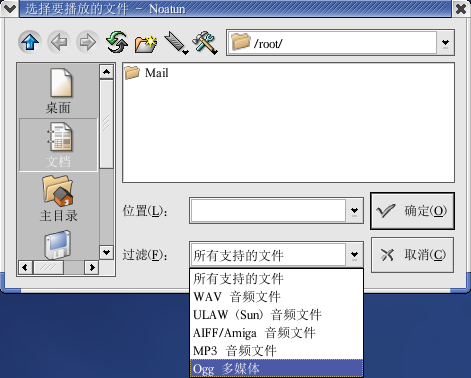 选择要播放的文件 - Noatun
/root/
桌面
文档
主目录
Mail
位置(L):
确定(O)
过滤(F):
所有支持的文件
取消(C)
所有支持的文件
WAV 音频文件
ULAW (Sun) 音频文件
AIFF/Amiga 音频文件
MP3 音频文件
Ogg 多媒体